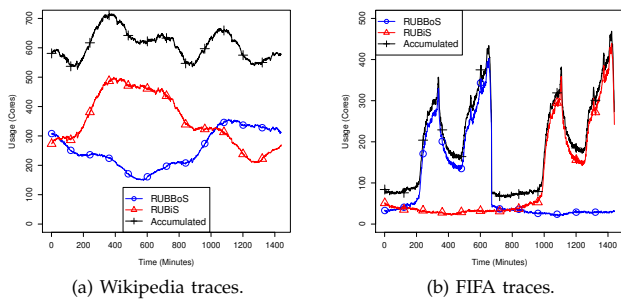 700
600
500
400
300
200
100
0
Usage (Cores)
RUBBoS
RUBiS
Accumulated
0 200 400 600 800 1000 1200 1400
Time (Minutes)
(a) Wikipedia traces.
500
400
300
200
100
0
Usage (Cores)
RUBBoS
RUBiS
Accumulated
0 200 400 600 800 1000 1200 1400
Time (Minutes)
(b) FIFA traces.